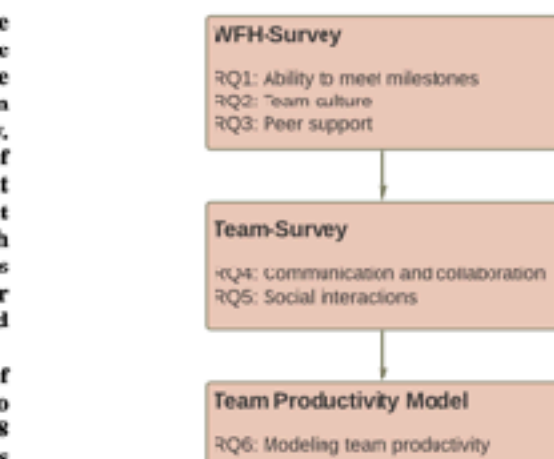 WFH-Survey
RQ1: Ability to meet milestones
RQ2: Team culture
RQ3: Peer support
Team-Survey
RQ4: Communication and collaboration
RQ5: Social interactions
Team Productivity Model
RQ6: Modeling team productivity